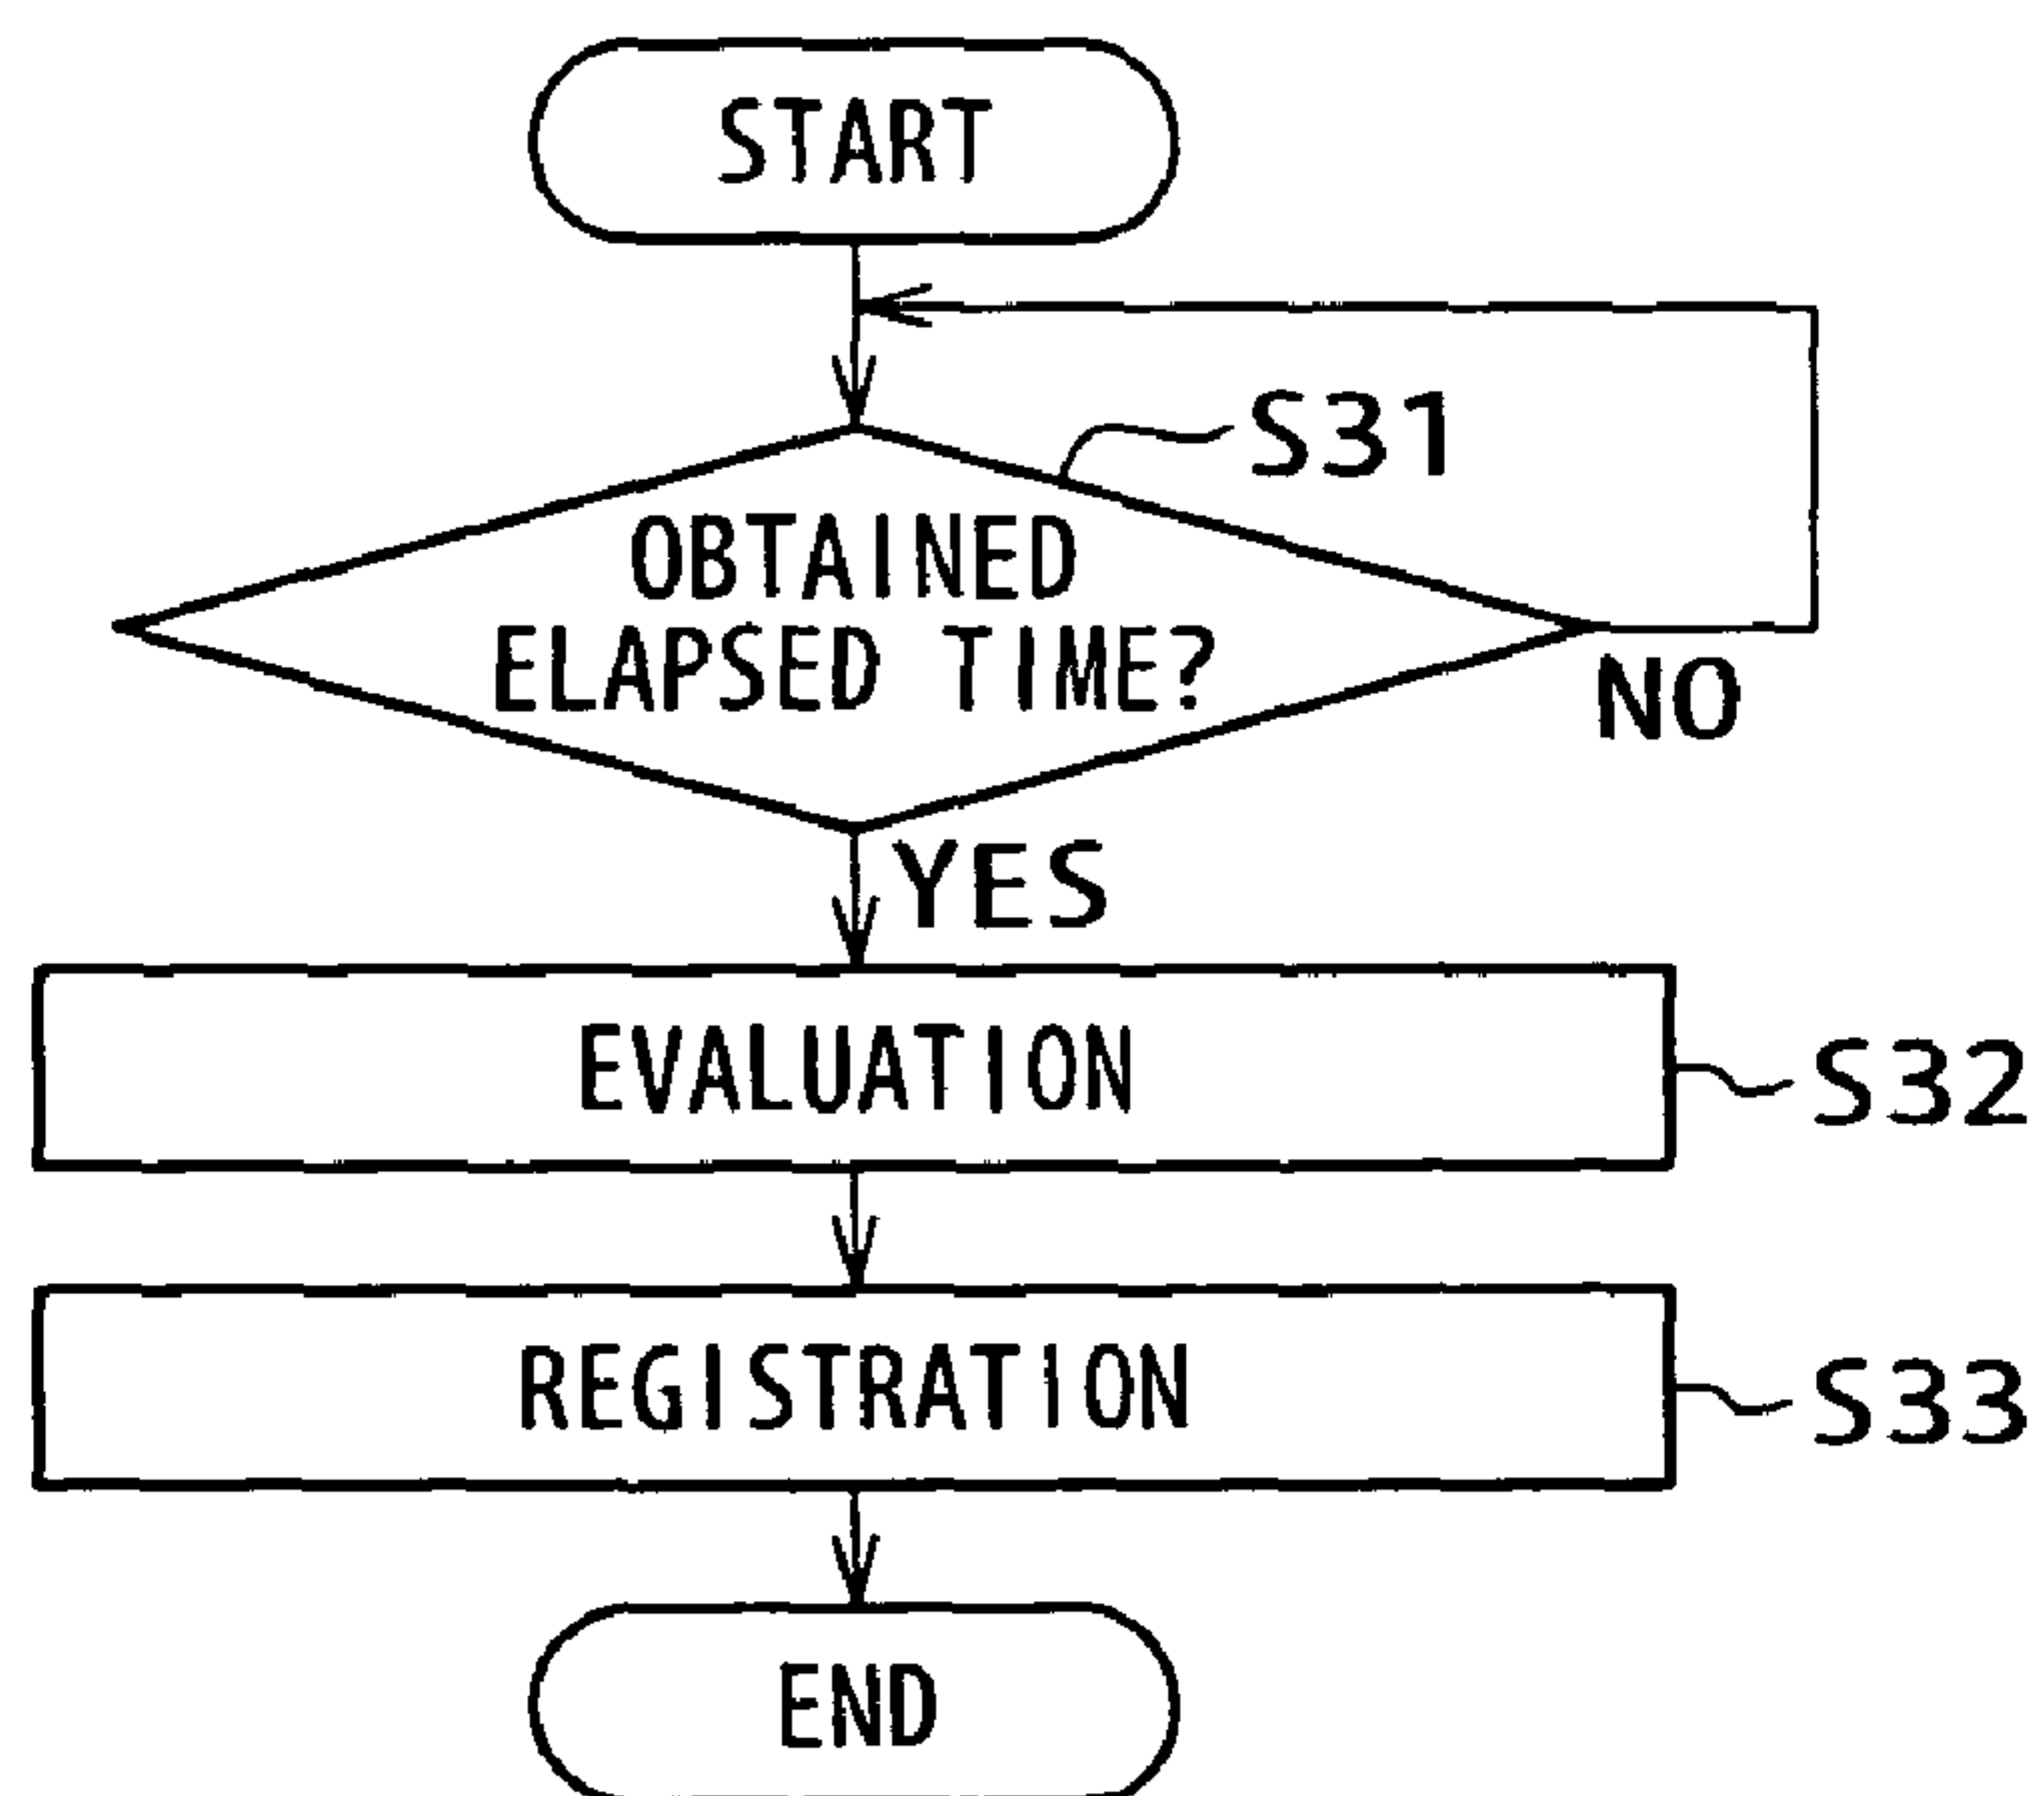 START
S31
OBTAINED
ELAPSED TIME?
NO
YES
EVALUATION
S32
REGISTRATION
S33
END